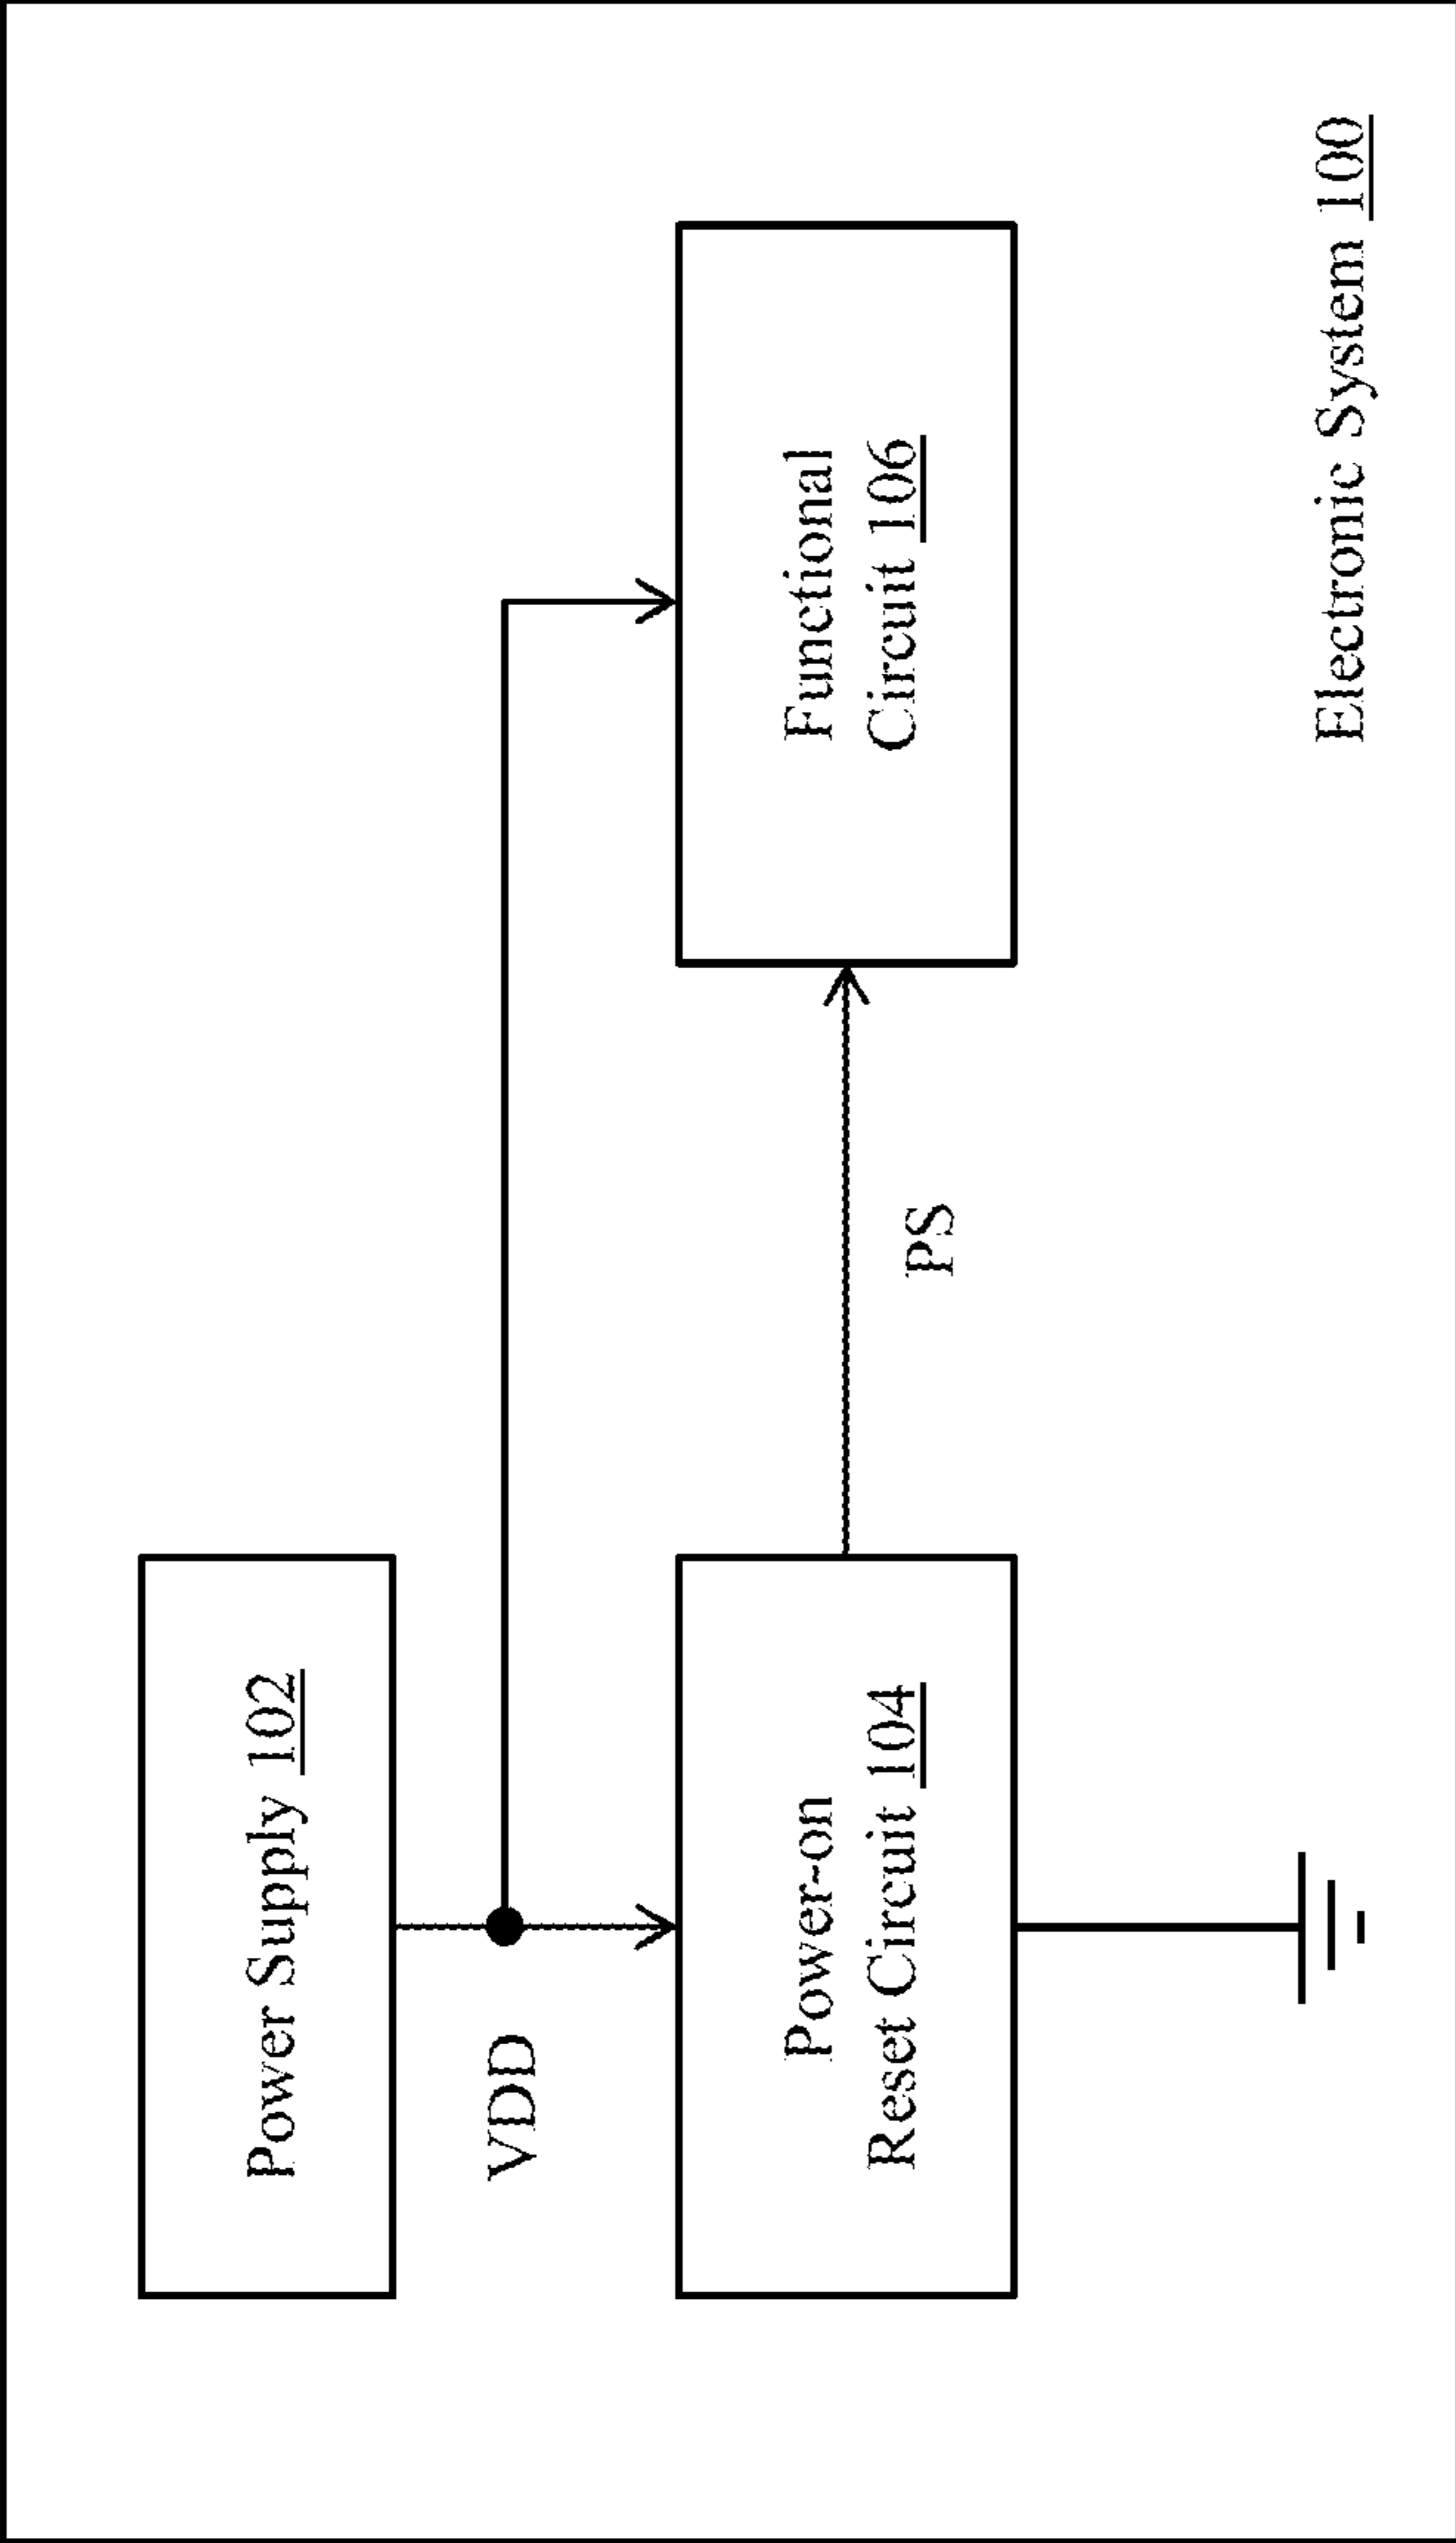 Power Supply 102
VDD
Power-on
Reset Circuit 104
PS
Functional
Circuit 106
Electronic System 100